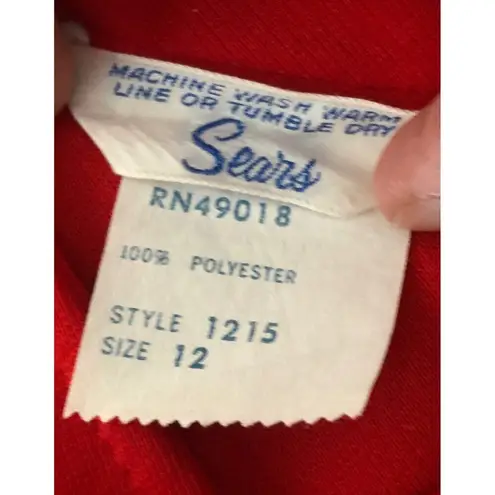 MACHINE WASH WARM
LINE OR TUMBLE DRY
Sears
RN49018
100% POLYESTER
STYLE 1215
SIZE 12